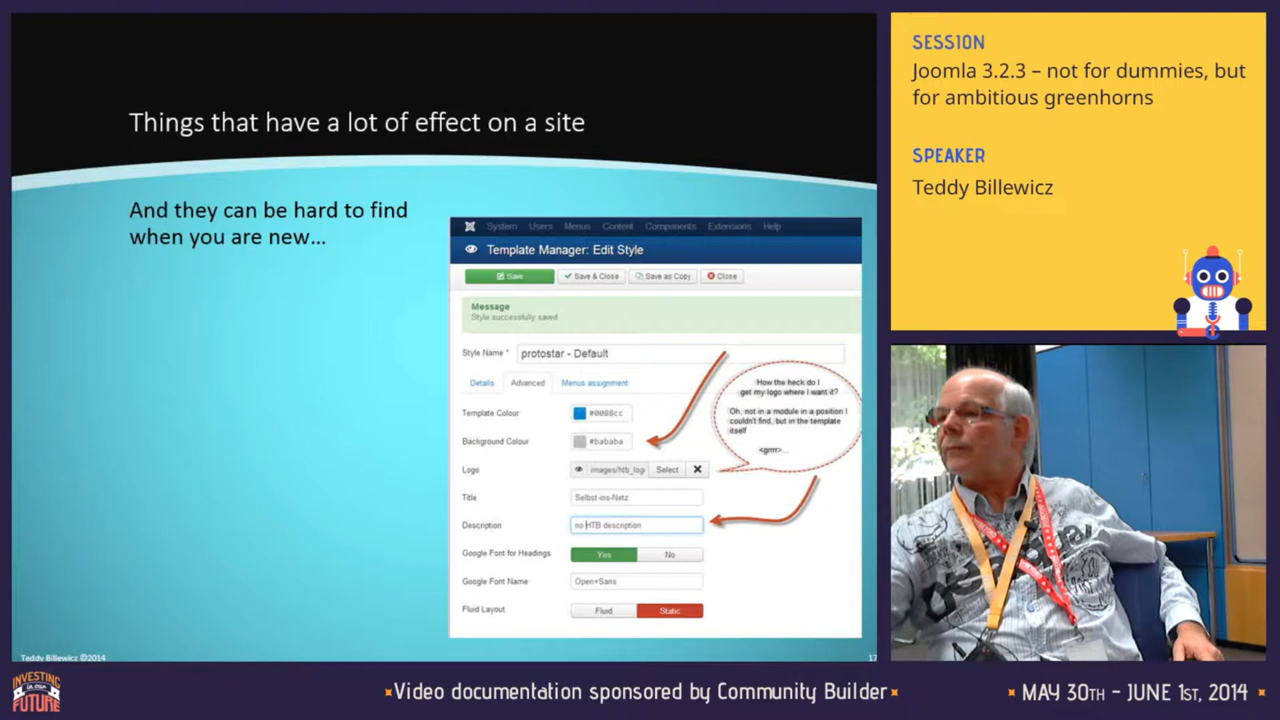 Things that have a lot of effect on a site
And they can be hard to find
when you are new...
System Users Menus Content Components Extensions Help
Template Manager: Edit Style
Save
Save & Close
Save as Copy
Close
Message
Style successfully saved
Style Name *
protostar - Default
Details
Advanced
Menus assignment
Template Colour
#0088cc
Background Colour
#bababa
Logo
images/htb_log
Select
Title
Selbst-ins-Netz
Description
no HTB description
Google Font for Headings
Yes
No
Google Font Name
Open+Sans
Fluid Layout
Fluid
Static
How the heck do I
get my logo where I want it?
Oh, not in a module in a position I
couldn't find, but in the template
itself
<grrrr>...
Teddy Billewicz ©2014
17
SESSION
Joomla 3.2.3 – not for dummies, but
for ambitious greenhorns
SPEAKER
Teddy Billewicz
INVESTING
IN OUR
FUTURE
Video documentation sponsored by Community Builder
MAY 30TH - JUNE 1ST, 2014